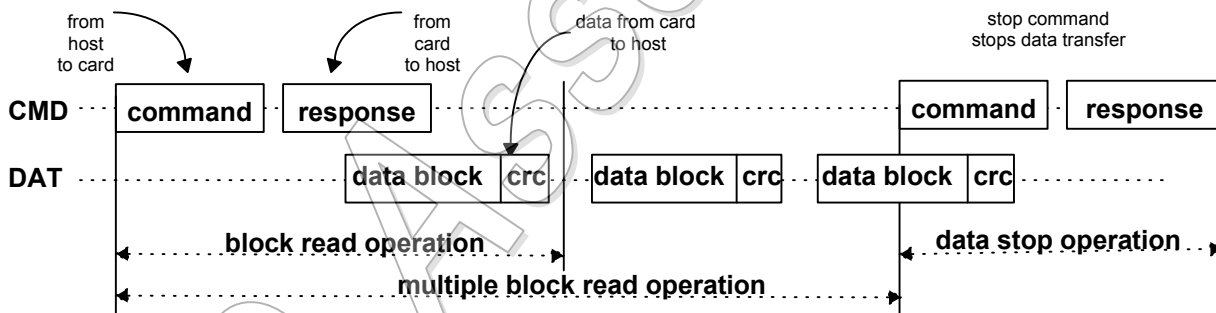 from
host
to card
from
card
to host
data from card
to host
stop command
stops data transfer
CMD
command
response
command
response
DAT
data block
crc
data block
crc
data block
crc
block read operation
data stop operation
multiple block read operation